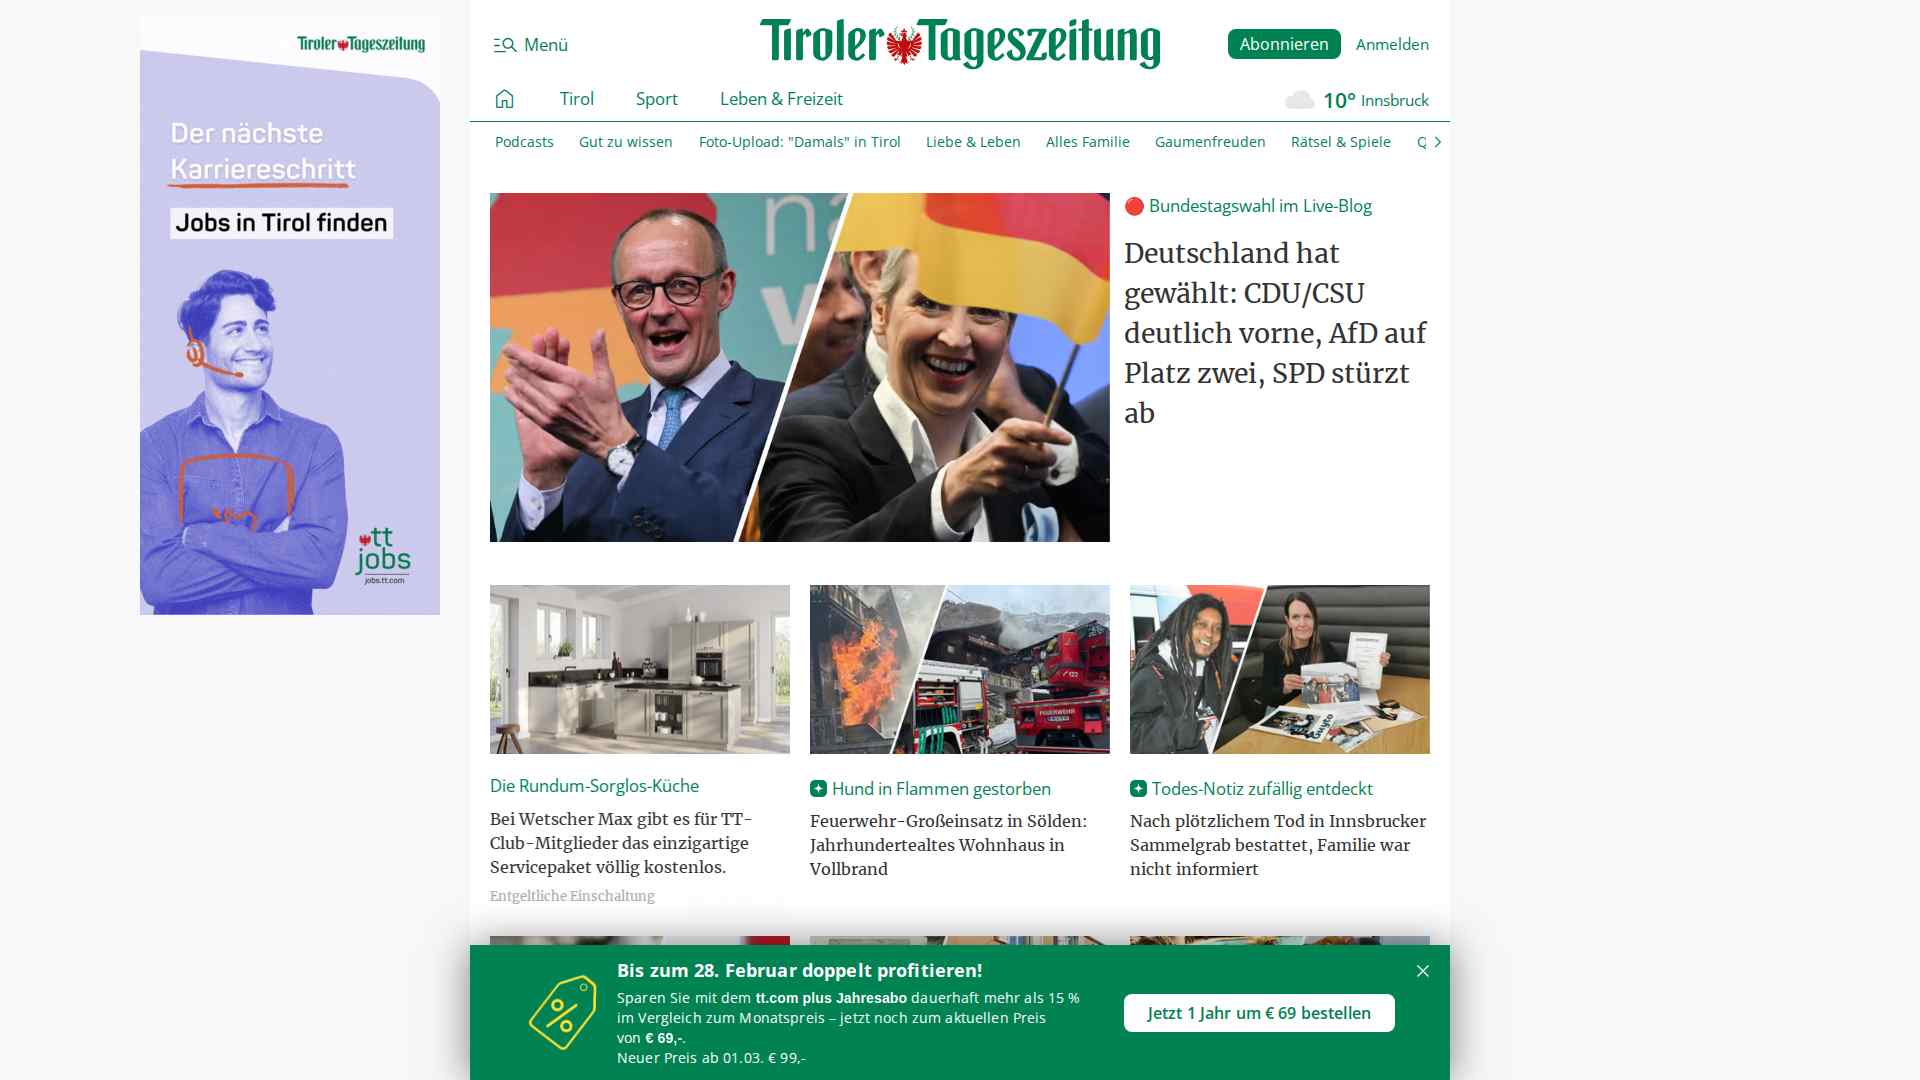 Tiroler Tageszeitung
Der nächste
Karriereschritt
Jobs in Tirol finden
tt
jobs
jobs.tt.com
Menü
Tiroler Tageszeitung
Abonnieren
Anmelden
Tirol
Sport
Leben & Freizeit
10° Innsbruck
Podcasts
Gut zu wissen
Foto-Upload: "Damals" in Tirol
Liebe & Leben
Alles Familie
Gaumenfreuden
Rätsel & Spiele
Bundestagswahl im Live-Blog
Deutschland hat
gewählt: CDU/CSU
deutlich vorne, AfD auf
Platz zwei, SPD stürzt
ab
FEUERWEHR
122
Die Rundum-Sorglos-Küche
Bei Wetscher Max gibt es für TT-
Club-Mitglieder das einzigartige
Servicepaket völlig kostenlos.
Entgeltliche Einschaltung
Hund in Flammen gestorben
Feuerwehr-Großeinsatz in Sölden:
Jahrhundertealtes Wohnhaus in
Vollbrand
Todes-Notiz zufällig entdeckt
Nach plötzlichem Tod in Innsbrucker
Sammelgrab bestattet, Familie war
nicht informiert
Bis zum 28. Februar doppelt profitieren!
Sparen Sie mit dem tt.com plus Jahresabo dauerhaft mehr als 15 %
im Vergleich zum Monatspreis – jetzt noch zum aktuellen Preis
von € 69,-.
Neuer Preis ab 01.03. € 99,-
Jetzt 1 Jahr um € 69 bestellen